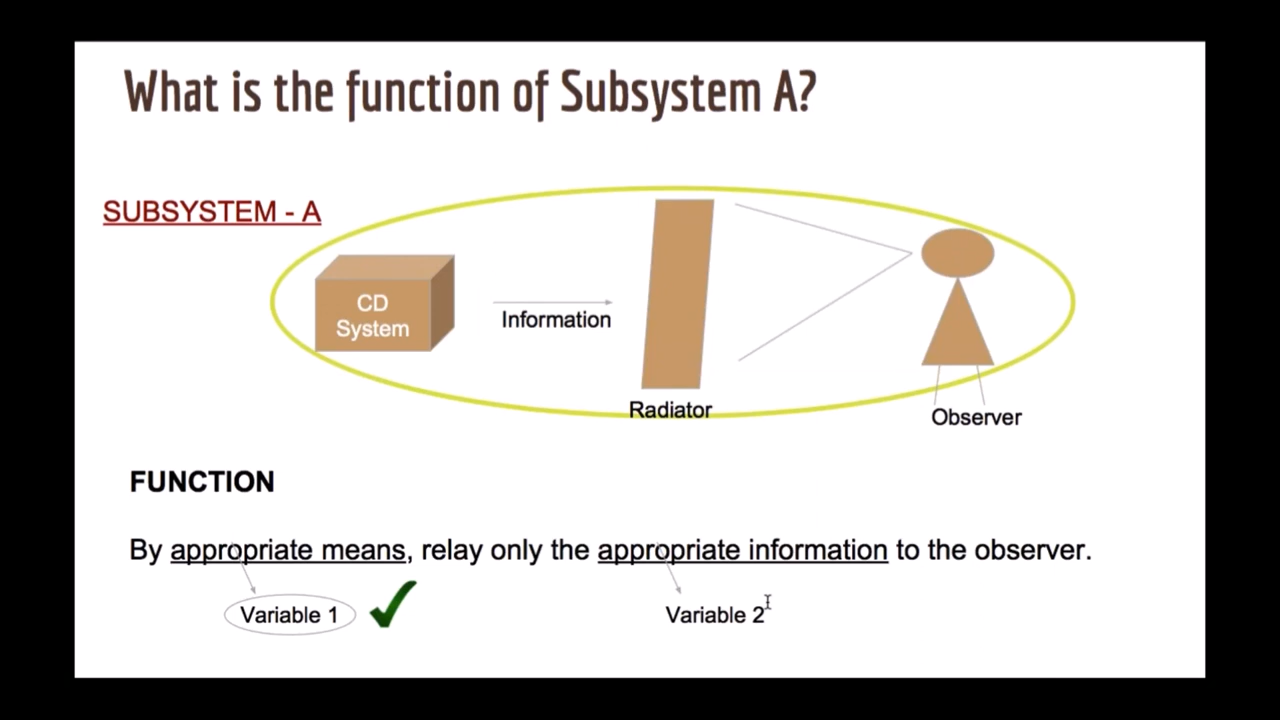 What is the function of Subsystem A?
SUBSYSTEM - A
CD
System
Information
Radiator
Observer
FUNCTION
By appropriate means, relay only the appropriate information to the observer.
Variable 1
Variable 2